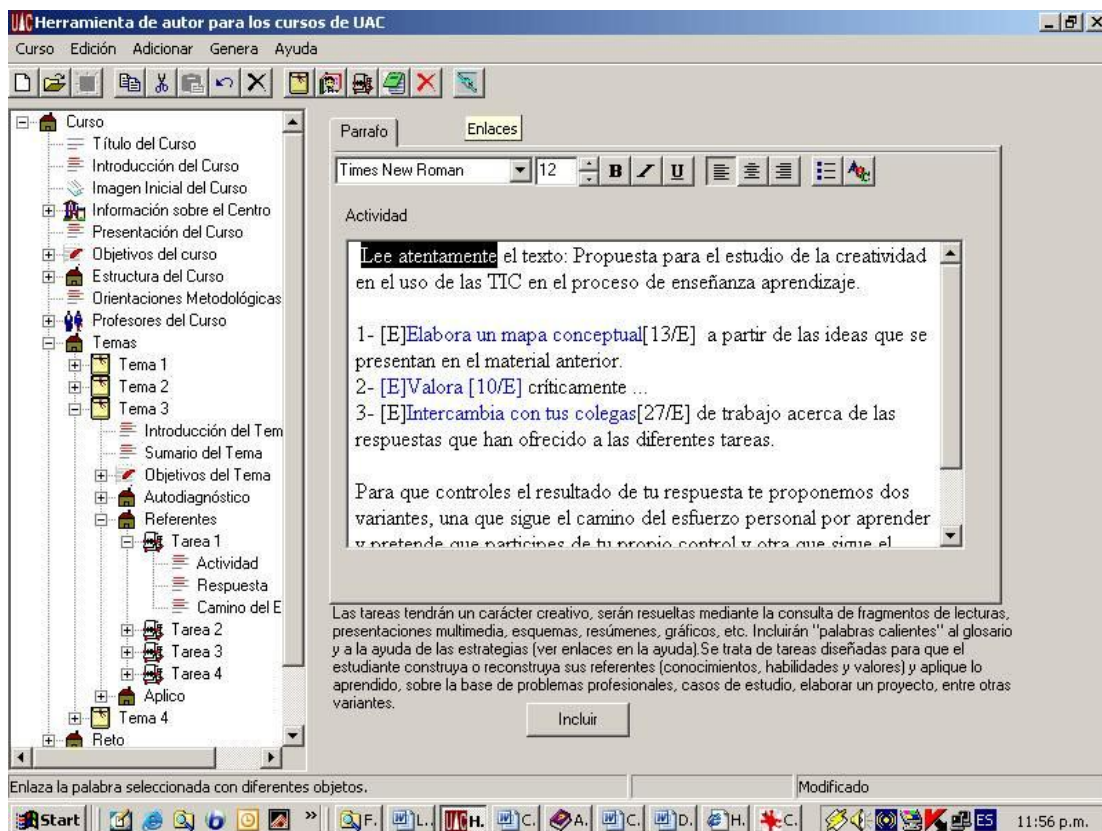 UAC Herramienta de autor para los cursos de UAC
Curso Edición Adicionar Genera Ayuda
Curso
Título del Curso
Introducción del Curso
Imagen Inicial del Curso
Información sobre el Centro
Presentación del Curso
Objetivos del curso
Estructura del Curso
Orientaciones Metodológicas
Profesores del Curso
Temas
Tema 1
Tema 2
Tema 3
Introducción del Tem
Sumario del Tema
Objetivos del Tema
Autodiagnóstico
Referentes
Tarea 1
Actividad
Respuesta
Camino del E
Tarea 2
Tarea 3
Tarea 4
Aplico
Tema 4
Reto
Parrafo
Enlaces
Times New Roman 12 B I U
Actividad
Lee atentamente el texto: Propuesta para el estudio de la creatividad
en el uso de las TIC en el proceso de enseñanza aprendizaje.
1- [E]Elabora un mapa conceptual[13/E] a partir de las ideas que se
presentan en el material anterior.
2- [E]Valora [10/E] críticamente ...
3- [E]Intercambia con tus colegas[27/E] de trabajo acerca de las
respuestas que han ofrecido a las diferentes tareas.
Para que controles el resultado de tu respuesta te proponemos dos
variantes, una que sigue el camino del esfuerzo personal por aprender
y pretende que participes de tu propio control y otra que sigue el
Las tareas tendrán un carácter creativo, serán resueltas mediante la consulta de fragmentos de lecturas,
presentaciones multimedia, esquemas, resúmenes, gráficos, etc. Incluirán "palabras calientes" al glosario
y a la ayuda de las estrategias (ver enlaces en la ayuda).Se trata de tareas diseñadas para que el
estudiante construya o reconstruya sus referentes (conocimientos, habilidades y valores) y aplique lo
aprendido, sobre la base de problemas profesionales, casos de estudio, elaborar un proyecto, entre otras
variantes.
Incluir
Enlaza la palabra seleccionada con diferentes objetos.
Modificado
Start » F. L. H. C. A. C. D. H. C. ES 11:56 p.m.